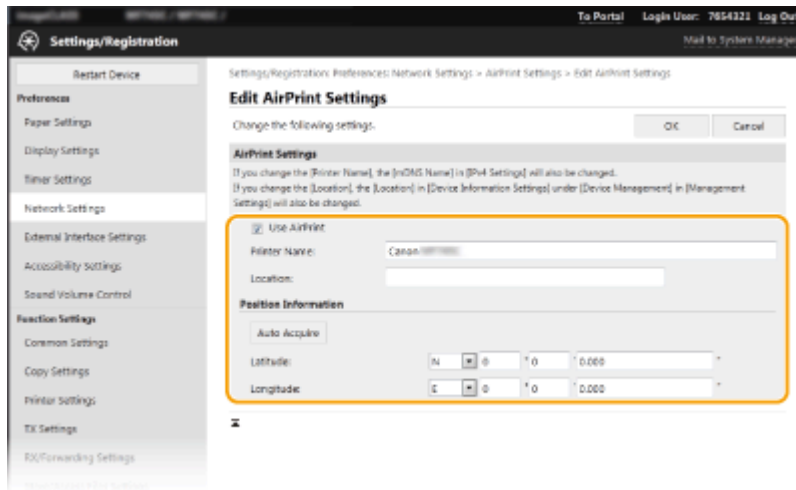 To Portal Login User: 7654321 Log Out
Settings/Registration
Mail to System Manager
Restart Device
Preferences
Paper Settings
Display Settings
Timer Settings
Network Settings
External Interface Settings
Accessibility Settings
Sound Volume Control
Function Settings
Common Settings
Copy Settings
Printer Settings
TX Settings
RX/Forwarding Settings
Settings/Registration: Preferences: Network Settings > AirPrint Settings > Edit AirPrint Settings
Edit AirPrint Settings
Change the following settings.
OK Cancel
AirPrint Settings
If you change the [Printer Name], the [mDNS Name] in [IPv4 Settings] will also be changed.
If you change the [Location], the [Location] in [Device Information Settings] under [Device Management] in [Management
Settings] will also be changed.
Use AirPrint
Printer Name: Canon
Location:
Position Information
Auto Acquire
Latitude: N 0 ° 0 ' 0.000 "
Longitude: E 0 ° 0 ' 0.000 "